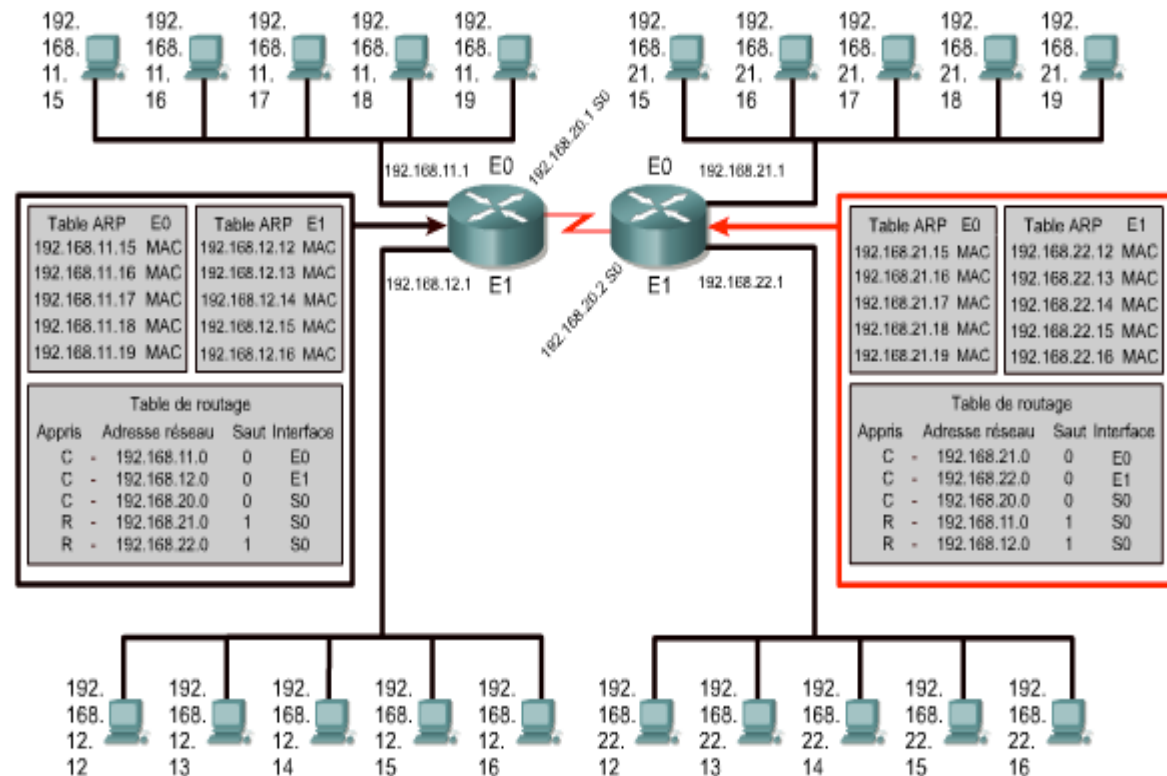 192.
168.
11.
15
192.
168.
11.
16
192.
168.
11.
17
192.
168.
11.
18
192.
168.
11.
19
192.
168.
21.
15
192.
168.
21.
16
192.
168.
21.
17
192.
168.
21.
18
192.
168.
21.
19
192.168.11.1
E0
192.168.20.1 S0
E0
192.168.21.1
192.168.12.1
E1
192.168.20.2 S0
E1
192.168.22.1
Table ARP E0
192.168.11.15 MAC
192.168.11.16 MAC
192.168.11.17 MAC
192.168.11.18 MAC
192.168.11.19 MAC
Table ARP E1
192.168.12.12 MAC
192.168.12.13 MAC
192.168.12.14 MAC
192.168.12.15 MAC
192.168.12.16 MAC
Table de routage
Appris Adresse réseau Saut Interface
C - 192.168.11.0 0 E0
C - 192.168.12.0 0 E1
C - 192.168.20.0 0 S0
R - 192.168.21.0 1 S0
R - 192.168.22.0 1 S0
Table ARP E0
192.168.21.15 MAC
192.168.21.16 MAC
192.168.21.17 MAC
192.168.21.18 MAC
192.168.21.19 MAC
Table ARP E1
192.168.22.12 MAC
192.168.22.13 MAC
192.168.22.14 MAC
192.168.22.15 MAC
192.168.22.16 MAC
Table de routage
Appris Adresse réseau Saut Interface
C - 192.168.21.0 0 E0
C - 192.168.22.0 0 E1
C - 192.168.20.0 0 S0
R - 192.168.11.0 1 S0
R - 192.168.12.0 1 S0
192.
168.
12.
12
192.
168.
12.
13
192.
168.
12.
14
192.
168.
12.
15
192.
168.
12.
16
192.
168.
22.
12
192.
168.
22.
13
192.
168.
22.
14
192.
168.
22.
15
192.
168.
22.
16